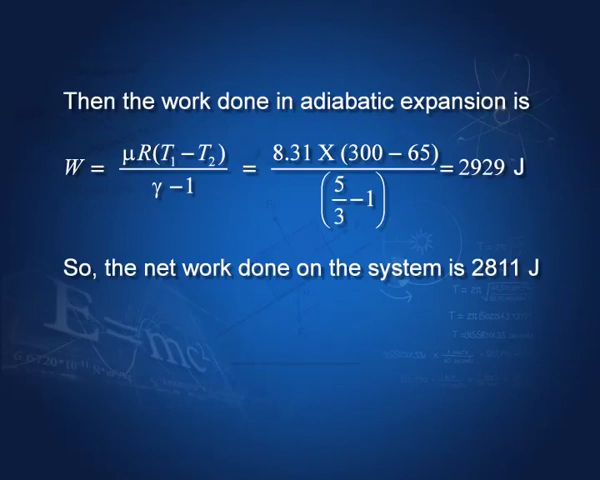 Then the work done in adiabatic expansion is
W = μR(T₁ – T₂) / γ –1 = 8.31 X (300 – 65) / (5/3 –1) = 2929 J
So, the net work done on the system is 2811 J
E=mc²